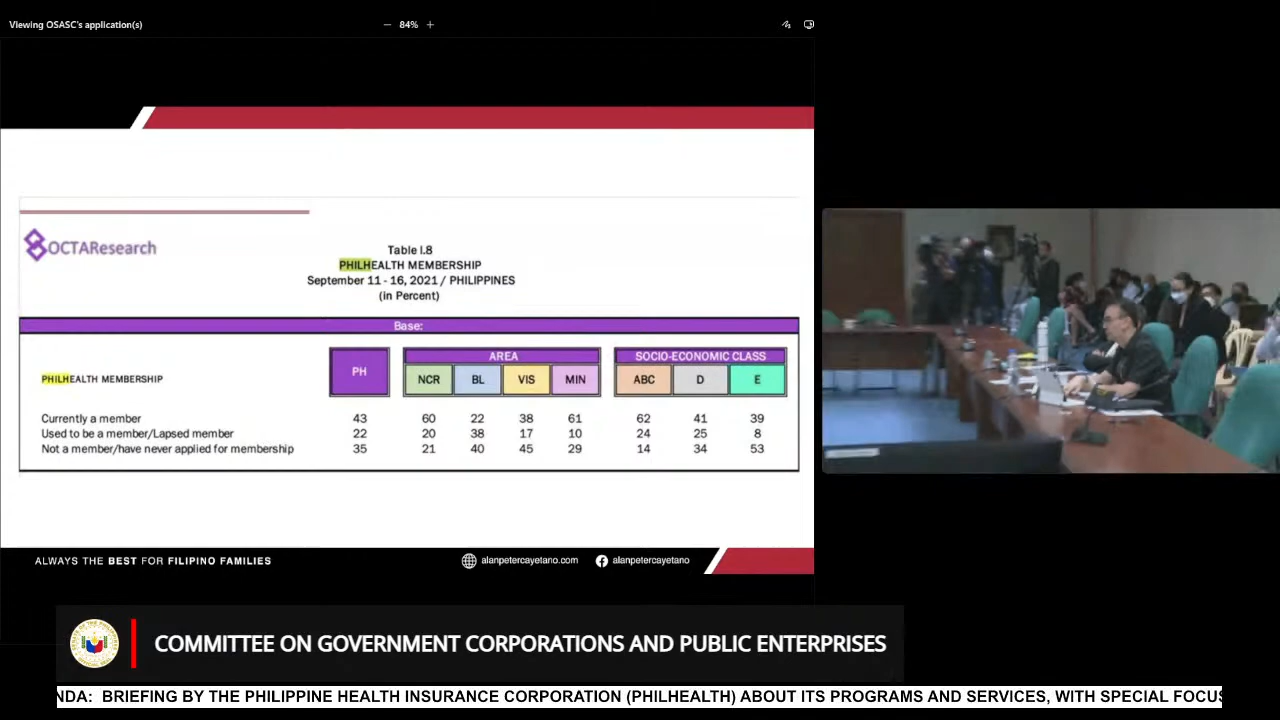 Viewing OSASC's application(s)
84%
OCTAResearch
Table I.8
PHILHEALTH MEMBERSHIP
September 11 - 16, 2021 / PHILIPPINES
(in Percent)
Base:
PHILHEALTH MEMBERSHIP
PH
AREA
SOCIO-ECONOMIC CLASS
NCR BL VIS MIN ABC D E
Currently a member 43 60 22 38 61 62 41 39
Used to be a member/Lapsed member 22 20 38 17 10 24 25 8
Not a member/have never applied for membership 35 21 40 45 29 14 34 53
ALWAYS THE BEST FOR FILIPINO FAMILIES
alanpetercayetano.com
alanpetercayetano
COMMITTEE ON GOVERNMENT CORPORATIONS AND PUBLIC ENTERPRISES
NDA: BRIEFING BY THE PHILIPPINE HEALTH INSURANCE CORPORATION (PHILHEALTH) ABOUT ITS PROGRAMS AND SERVICES, WITH SPECIAL FOCUS